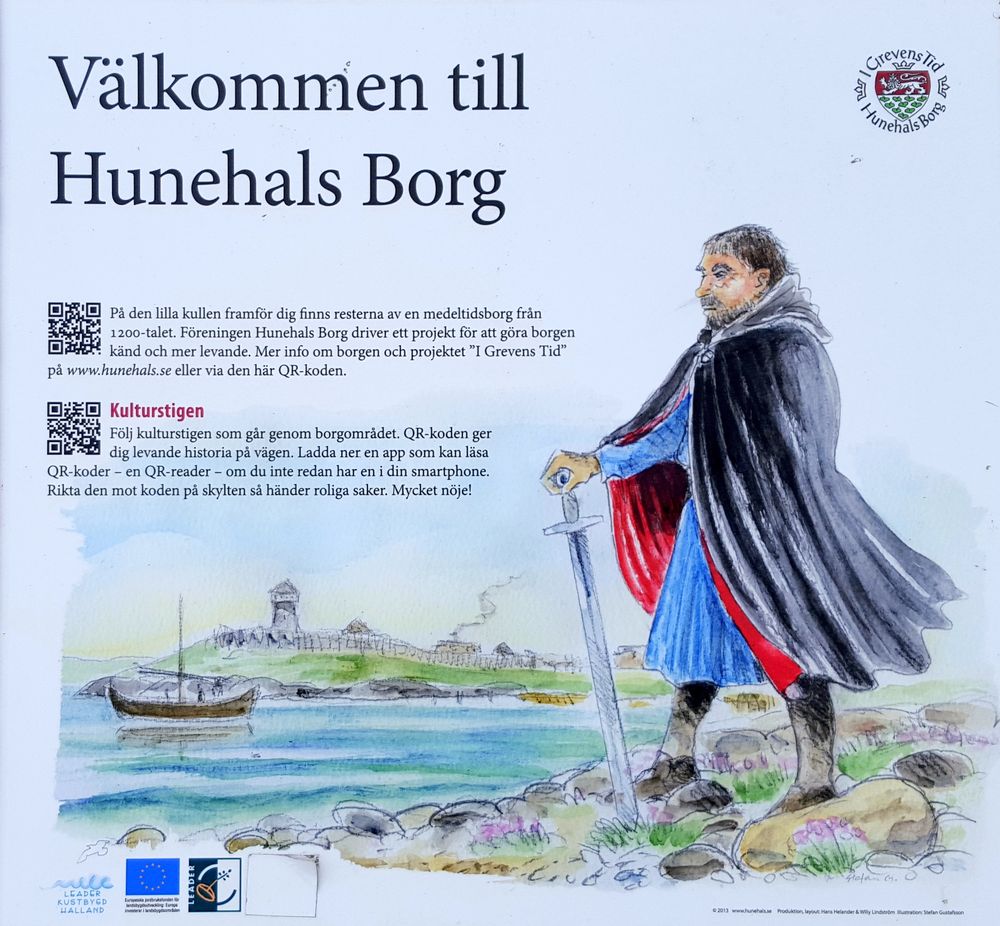 Välkommen till
Hunehals Borg
I Grevens Tid
Hunehals Borg
På den lilla kullen framför dig finns resterna av en medeltidsborg från
1200-talet. Föreningen Hunehals Borg driver ett projekt för att göra borgen
känd och mer levande. Mer info om borgen och projektet ”I Grevens Tid”
på www.hunehals.se eller via den här QR-koden.
Kulturstigen
Följ kulturstigen som går genom borgområdet. QR-koden ger
dig levande historia på vägen. Ladda ner en app som kan läsa
QR-koder – en QR-reader – om du inte redan har en i din smartphone.
Rikta den mot koden på skylten så händer roliga saker. Mycket nöje!
LEADER
KUSTBYGD
HALLAND
Europeiska jordbruksfonden för
landsbygdsutveckling: Europa
investerar i landsbygdsområden
LEADER
© 2013 www.hunehals.se Produktion, layout: Hans Helander & Willy Lindström Illustration: Stefan Gustafsson